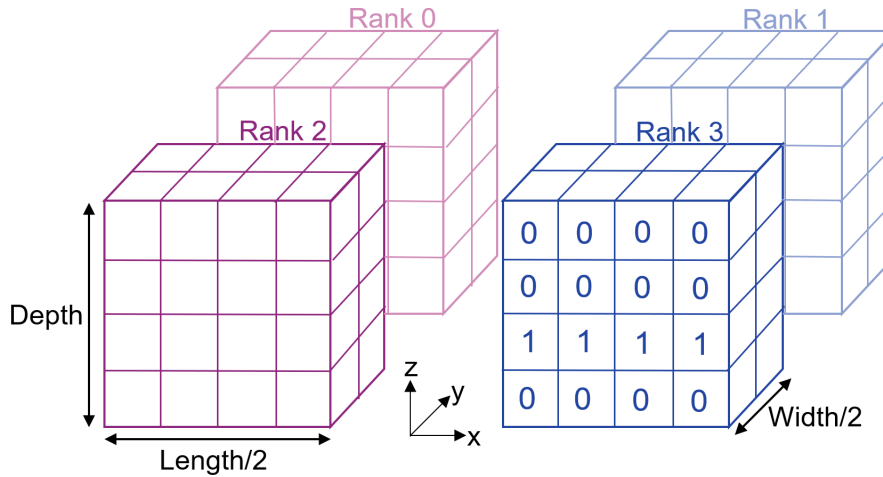 Rank 0
Rank 1
Rank 2
Rank 3
0 0 0 0
0 0 0 0
1 1 1 1
0 0 0 0
Depth
z
y
x
Length/2
Width/2